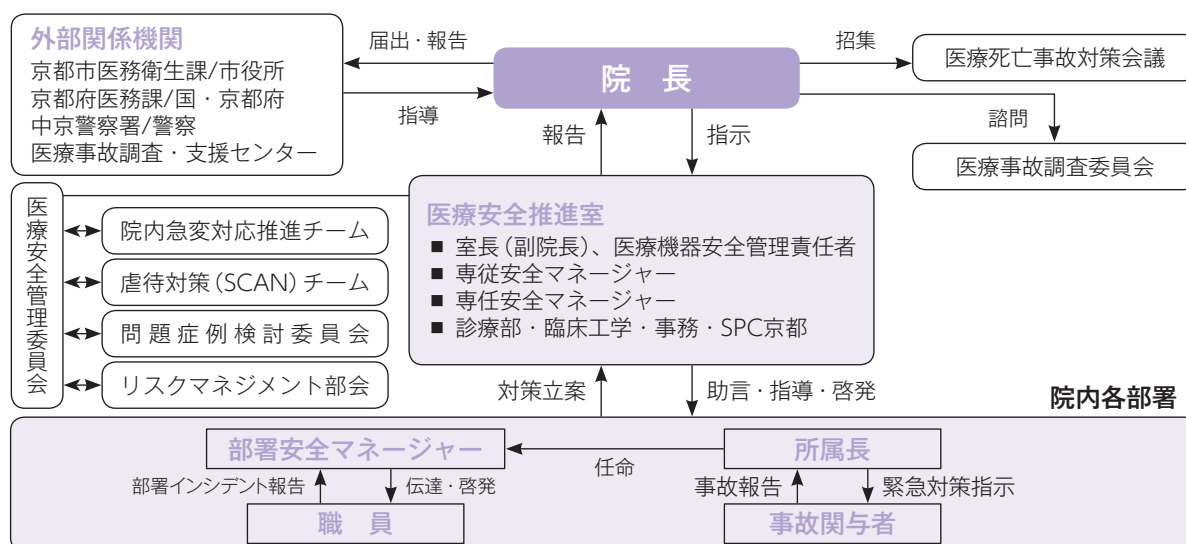 外部関係機関
京都市医務衛生課/市役所
京都府医務課/国・京都府
中京警察署/警察
医療事故調査・支援センター
届出・報告
指導
院 長
招集
医療死亡事故対策会議
諮問
医療事故調査委員会
報告
指示
医療安全管理委員会
院内急変対応推進チーム
虐待対策(SCAN)チーム
問題症例検討委員会
リスクマネジメント部会
医療安全推進室
■ 室長(副院長)、医療機器安全管理責任者
■ 専従安全マネージャー
■ 専任安全マネージャー
■ 診療部・臨床工学・事務・SPC京都
対策立案
助言・指導・啓発
院内各部署
部署安全マネージャー
任命
所属長
部署インシデント報告
伝達・啓発
事故報告
緊急対策指示
職 員
事故関与者